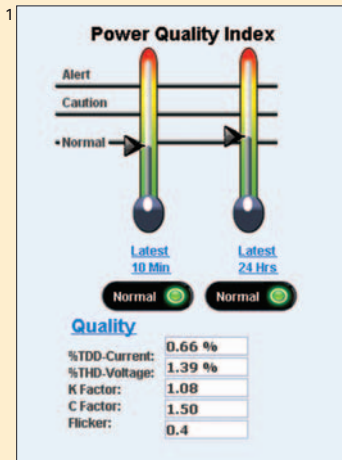 1
Power Quality Index
Alert
Caution
Normal
Latest
10 Min
Latest
24 Hrs
Normal
Normal
Quality
%TDD-Current: 0.66 %
%THD-Voltage: 1.39 %
K Factor: 1.08
C Factor: 1.50
Flicker: 0.4